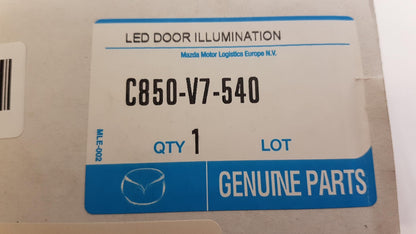 LED DOOR ILLUMINATION
Mazda Motor Logistics Europe N.V.
C850-V7-540
MLE-002
QTY 1 LOT
GENUINE PARTS